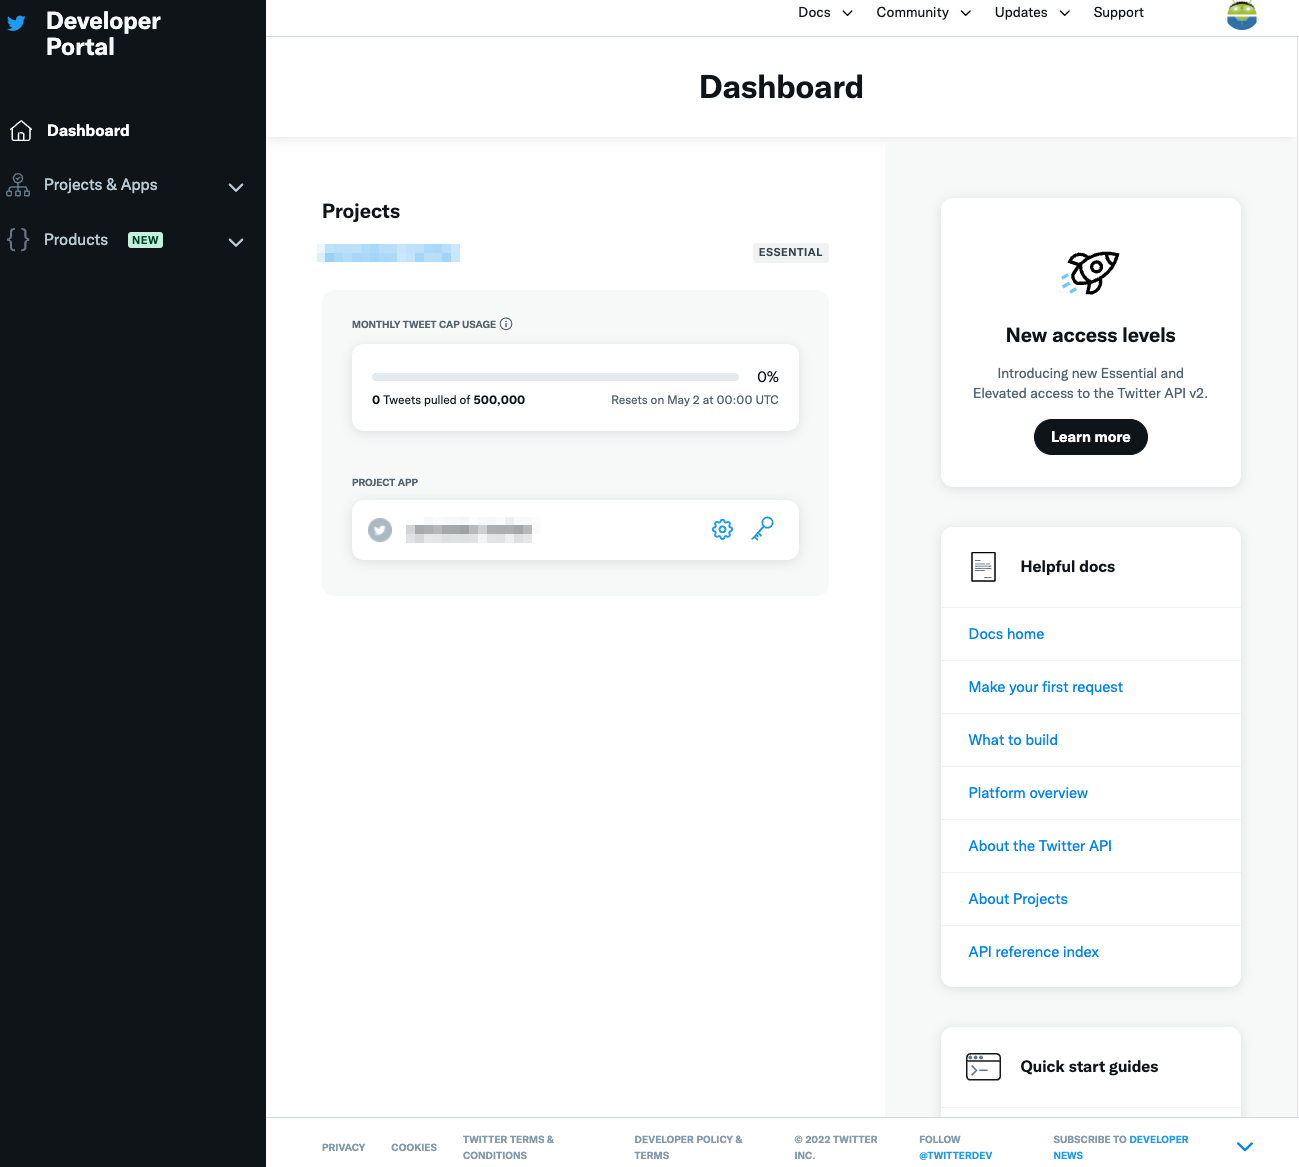 Developer
Portal
Docs
Community
Updates
Support
Dashboard
Dashboard
Projects & Apps
Products NEW
Projects
ESSENTIAL
MONTHLY TWEET CAP USAGE
0%
0 Tweets pulled of 500,000
Resets on May 2 at 00:00 UTC
PROJECT APP
New access levels
Introducing new Essential and
Elevated access to the Twitter API v2.
Learn more
Helpful docs
Docs home
Make your first request
What to build
Platform overview
About the Twitter API
About Projects
API reference index
Quick start guides
PRIVACY
COOKIES
TWITTER TERMS &
CONDITIONS
DEVELOPER POLICY &
TERMS
© 2022 TWITTER
INC.
FOLLOW
@TWITTERDEV
SUBSCRIBE TO DEVELOPER
NEWS